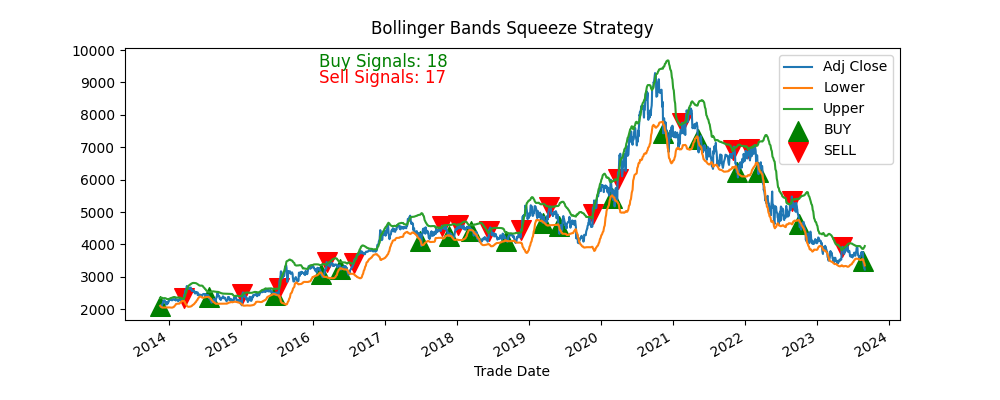 Bollinger Bands Squeeze Strategy
Buy Signals: 18
Sell Signals: 17
Adj Close
Lower
Upper
BUY
SELL
10000
9000
8000
7000
6000
5000
4000
3000
2000
2014
2015
2016
2017
2018
2019
2020
2021
2022
2023
2024
Trade Date